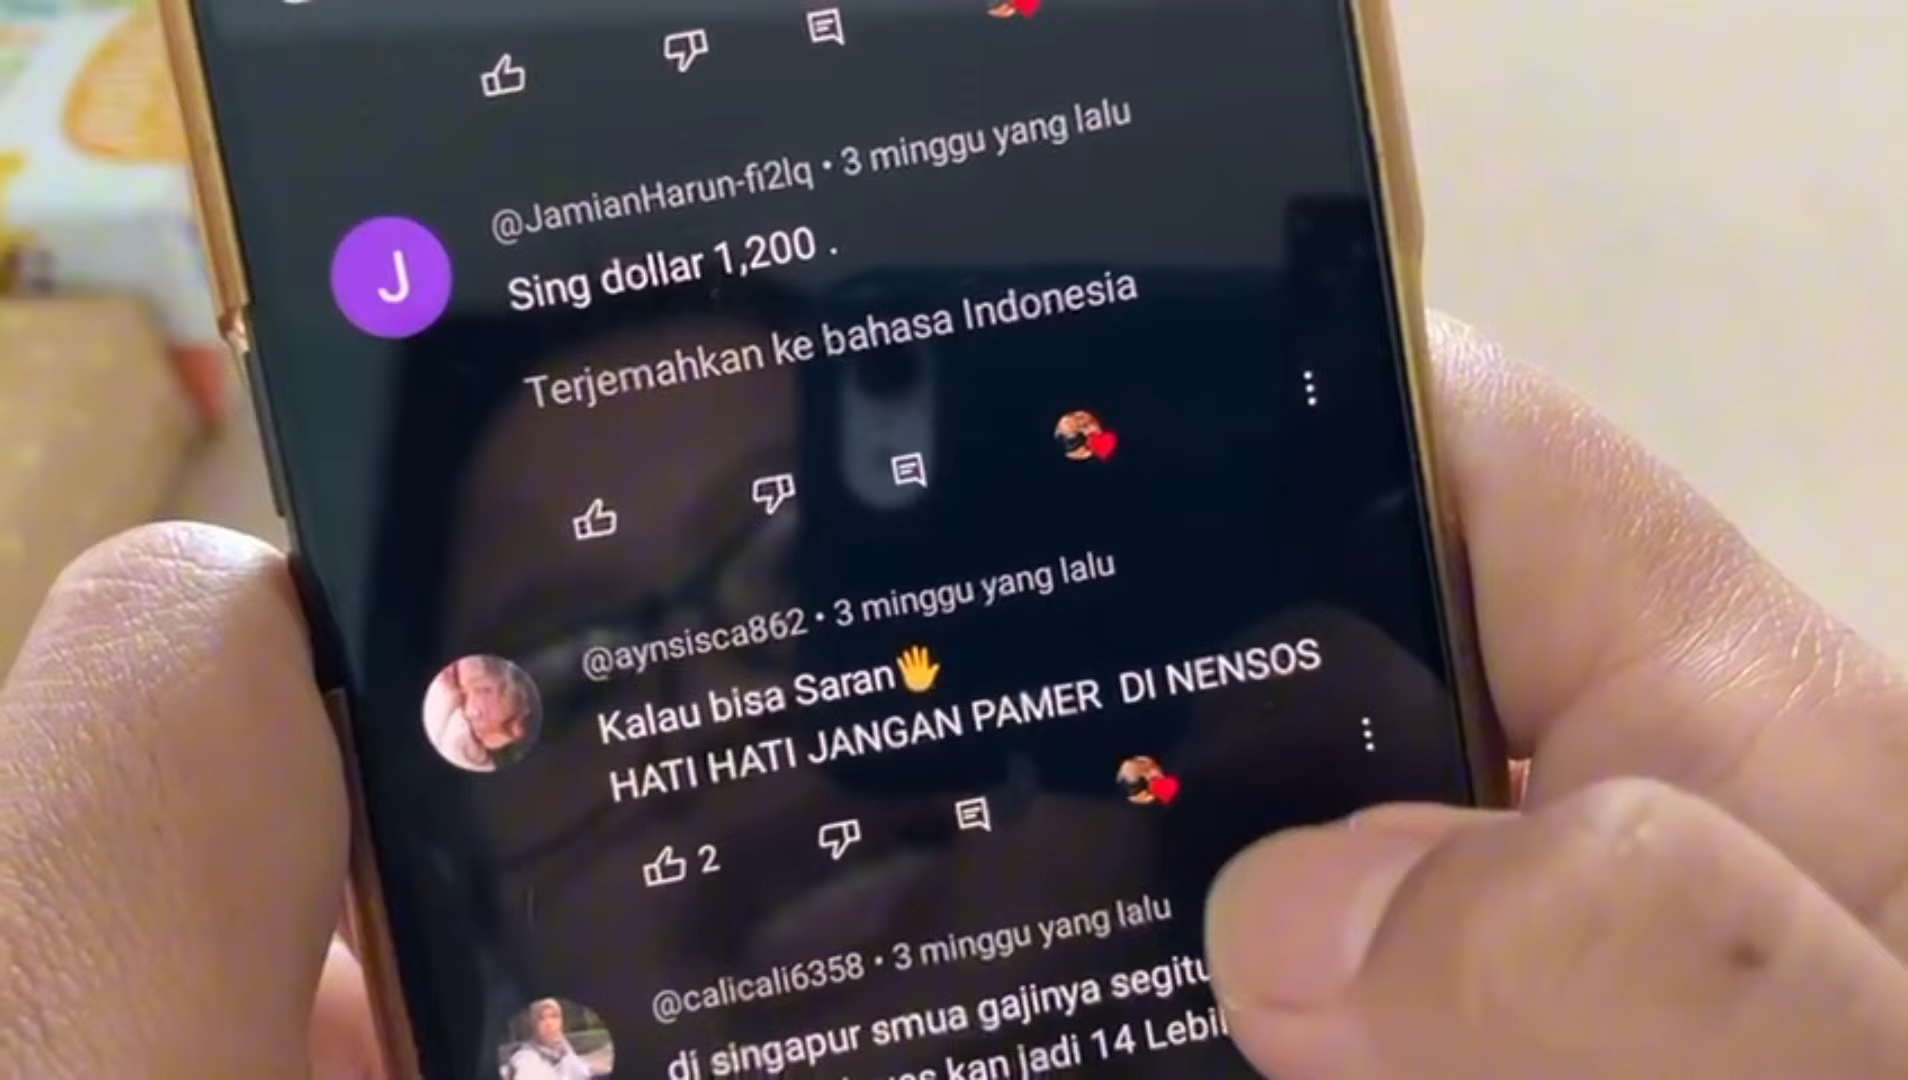 @JamianHarun-fi2lq • 3 minggu yang lalu
J
Sing dollar 1,200 .
Terjemahkan ke bahasa Indonesia
@aynsisca862 • 3 minggu yang lalu
Kalau bisa Saran🖐
HATI HATI JANGAN PAMER DI NENSOS
2
@calicali6358 • 3 minggu yang lalu
di singapur smua gajinya segitu
kan jadi 14